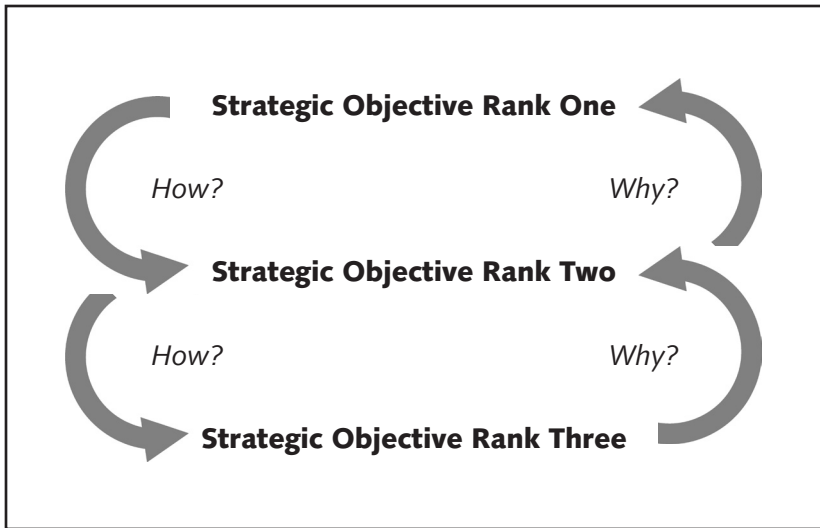 Strategic Objective Rank One
How?
Why?
Strategic Objective Rank Two
How?
Why?
Strategic Objective Rank Three